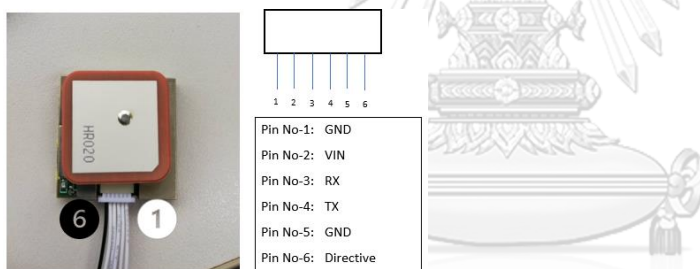 HR020
6
1
1 2 3 4 5 6
Pin No-1: GND
Pin No-2: VIN
Pin No-3: RX
Pin No-4: TX
Pin No-5: GND
Pin No-6: Directive